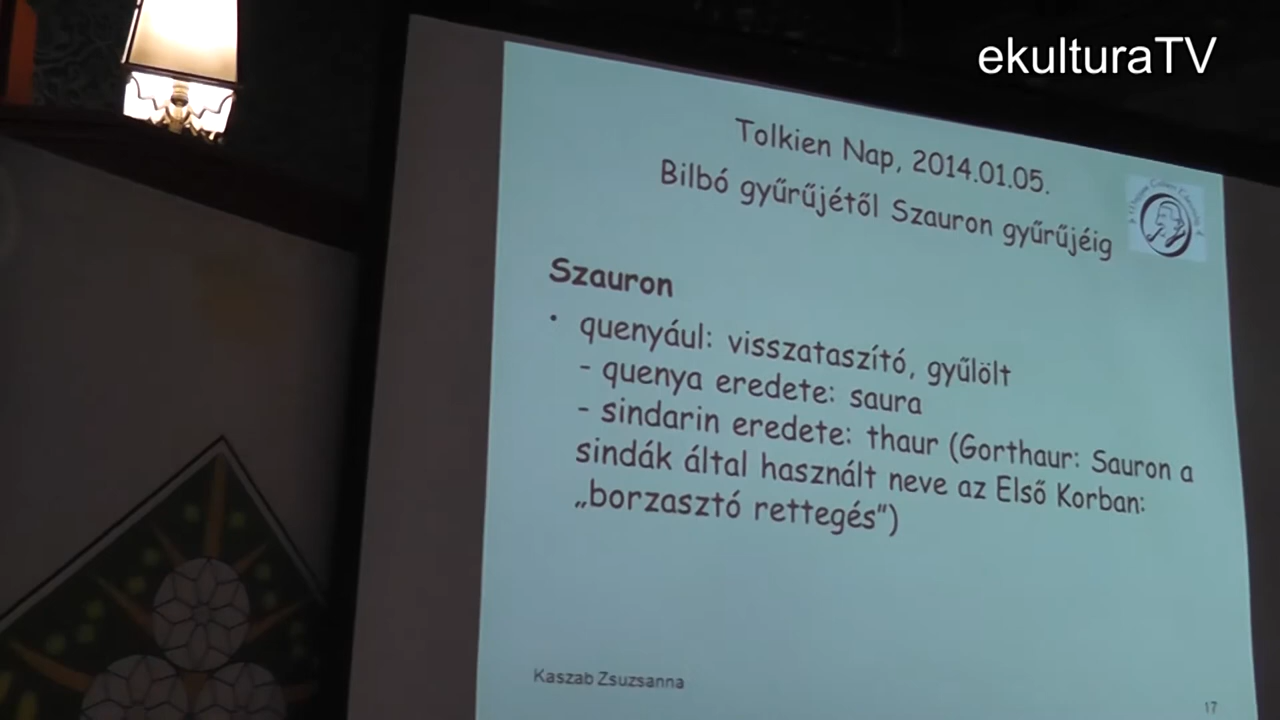 ekulturaTV
Tolkien Nap, 2014.01.05.
Bilbó gyűrűjétől Szauron gyűrűjéig
Szauron
• quenyául: visszataszító, gyűlölt
- quenya eredete: saura
- sindarin eredete: thaur (Gorthaur: Sauron a
sindák által használt neve az Első Korban:
„borzasztó rettegés")
Kaszab Zsuzsanna
17